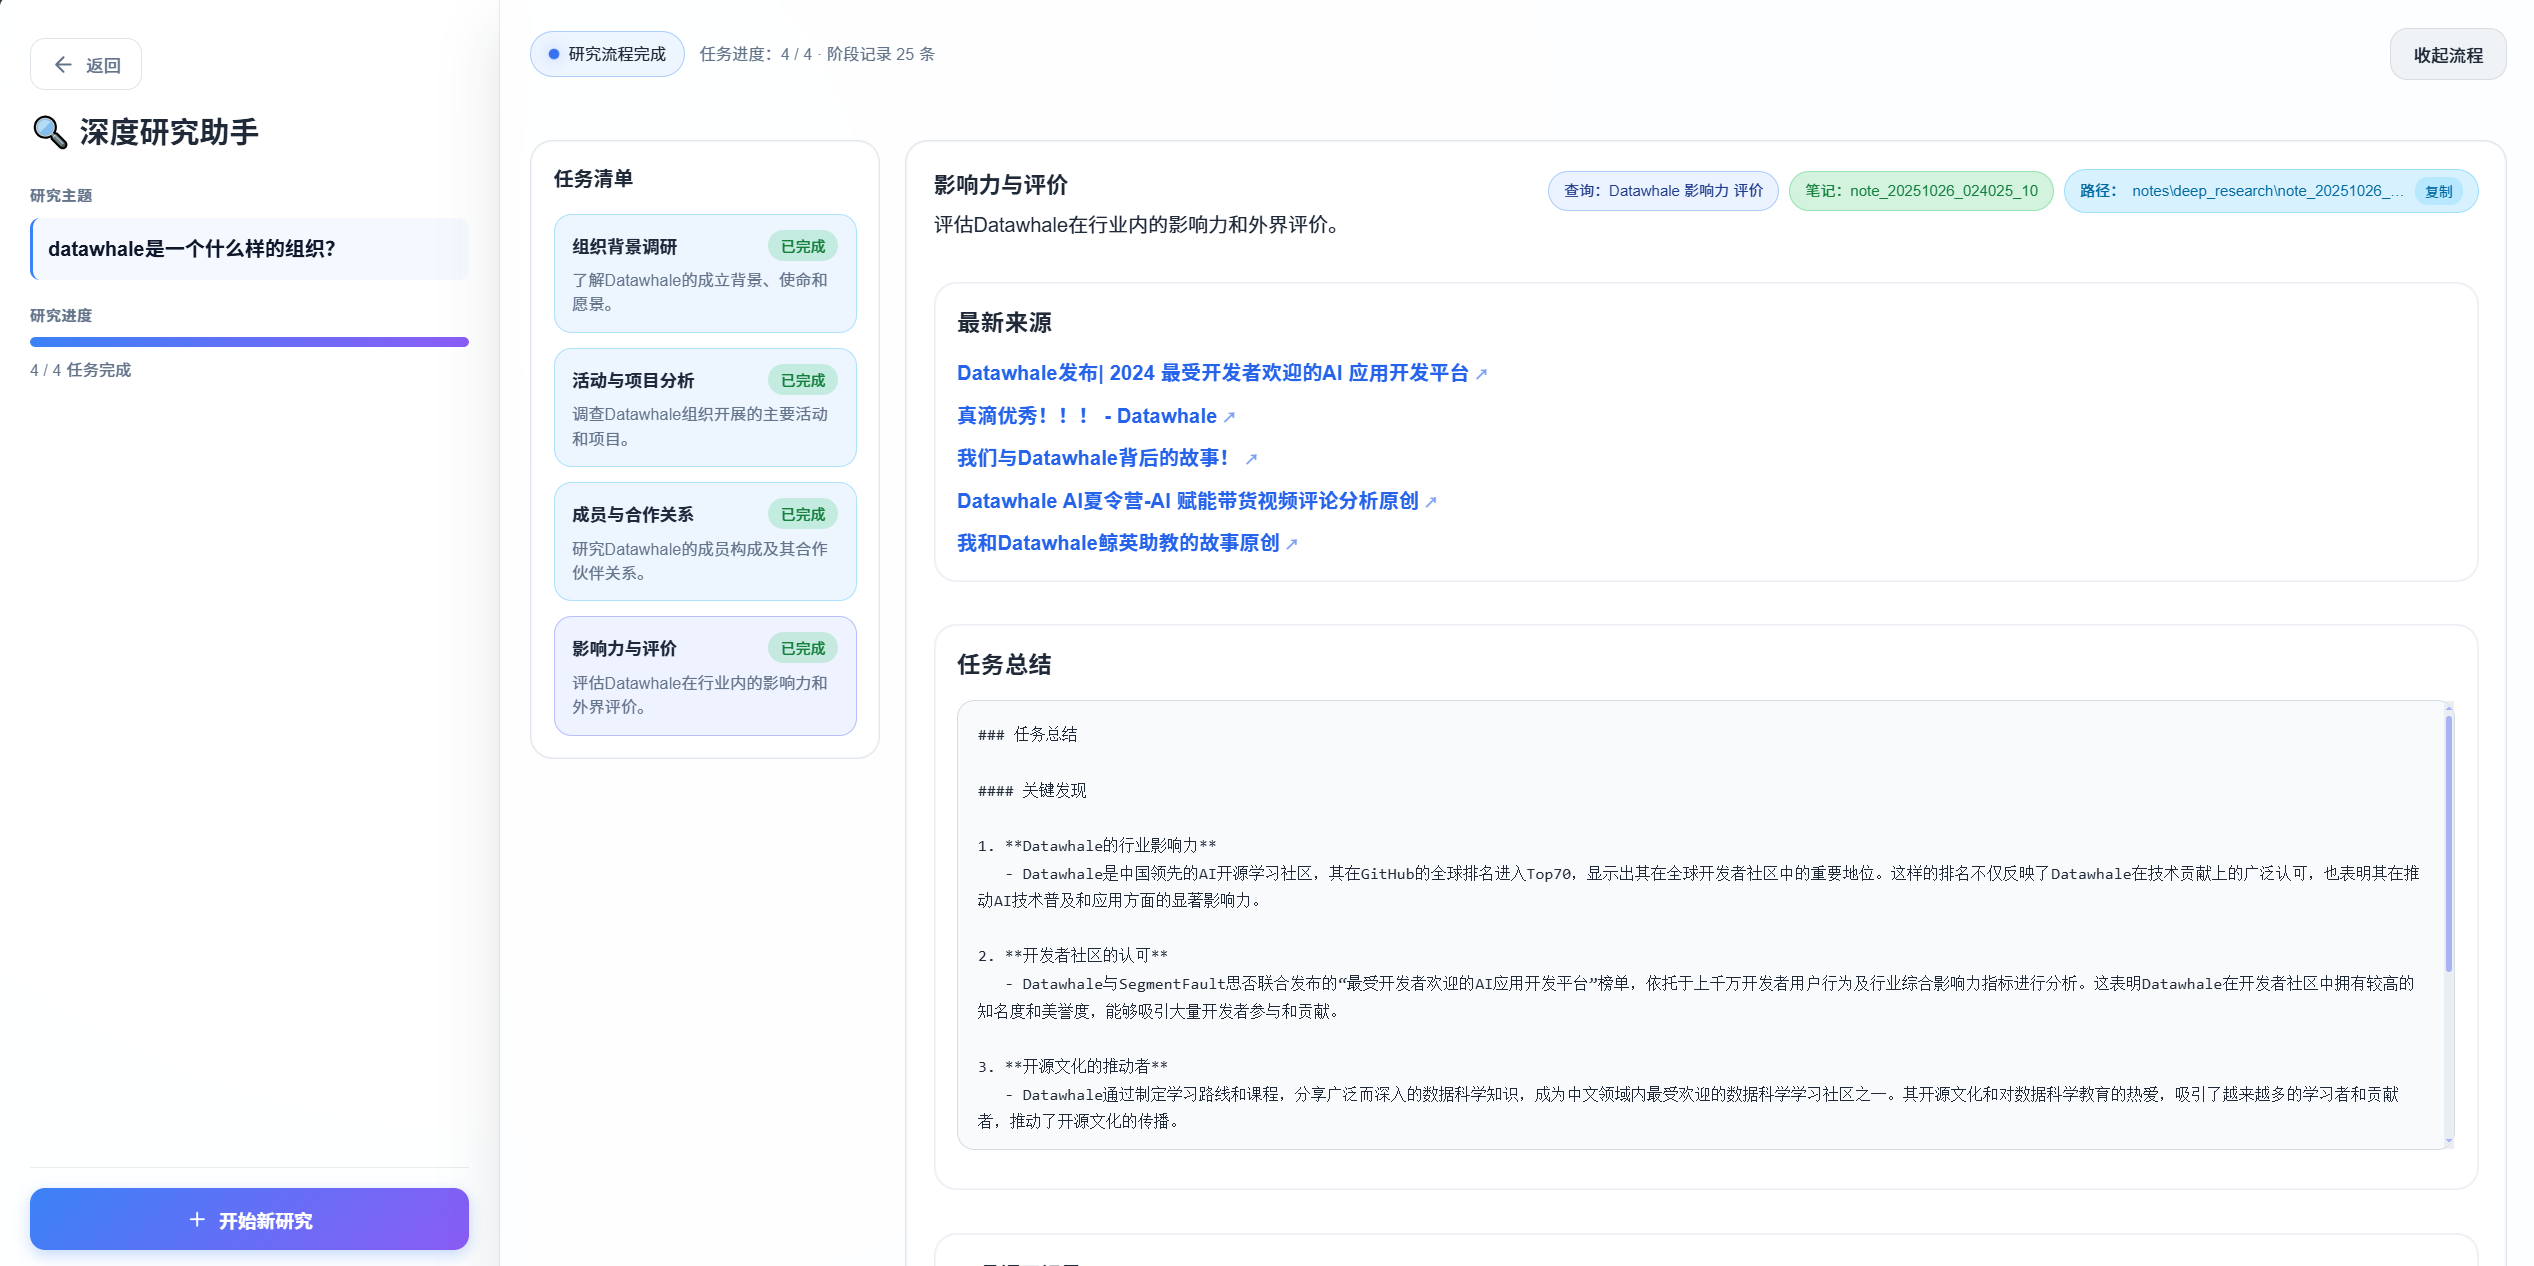 返回
深度研究助手
研究主题
datawhale是一个什么样的组织？
研究进度
4 / 4 任务完成
开始新研究
研究流程完成
任务进度：4 / 4 · 阶段记录 25 条
收起流程
任务清单
组织背景调研
已完成
了解Datawhale的成立背景、使命和
愿景。
活动与项目分析
已完成
调查Datawhale组织开展的主要活动
和项目。
成员与合作关系
已完成
研究Datawhale的成员构成及其合作
伙伴关系。
影响力与评价
已完成
评估Datawhale在行业内的影响力和
外界评价。
影响力与评价
评估Datawhale在行业内的影响力和外界评价。
查询：Datawhale 影响力 评价
笔记：note_20251026_024025_10
路径： notes\deep_research\note_20251026_...
复制
最新来源
Datawhale发布| 2024 最受开发者欢迎的AI 应用开发平台 ↗
真滴优秀！！！ - Datawhale ↗
我们与Datawhale背后的故事！ ↗
Datawhale AI夏令营-AI 赋能带货视频评论分析原创 ↗
我和Datawhale鲸英助教的故事原创 ↗
任务总结
### 任务总结
#### 关键发现
1. **Datawhale的行业影响力**
- Datawhale是中国领先的AI开源学习社区，其在GitHub的全球排名进入Top70，显示出其在全球开发者社区中的重要地位。这样的排名不仅反映了Datawhale在技术贡献上的广泛认可，也表明其在推
动AI技术普及和应用方面的显著影响力。
2. **开发者社区的认可**
- Datawhale与SegmentFault思否联合发布的“最受开发者欢迎的AI应用开发平台”榜单，依托于上千万开发者用户行为及行业综合影响力指标进行分析。这表明Datawhale在开发者社区中拥有较高的
知名度和美誉度，能够吸引大量开发者参与和贡献。
3. **开源文化的推动者**
- Datawhale通过制定学习路线和课程，分享广泛而深入的数据科学知识，成为中文领域内最受欢迎的数据科学学习社区之一。其开源文化和对数据科学教育的热爱，吸引了越来越多的学习者和贡献
者，推动了开源文化的传播。